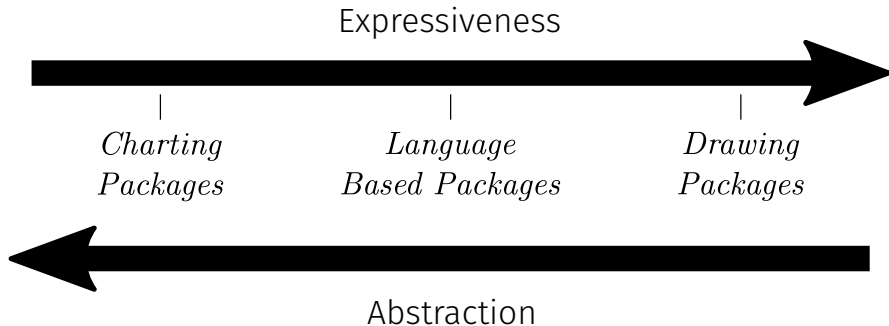 Expressiveness
Charting
Packages
Language
Based Packages
Drawing
Packages
Abstraction